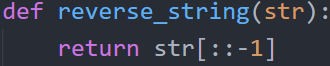 def reverse_string(str):
    return str[::-1]